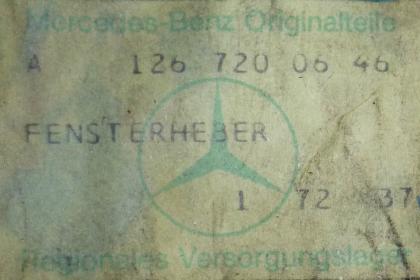 Mercedes-Benz Originalteile
A 126 720 06 46
FENSTERHEBER
1 72 37
Regionales Versorgungslager